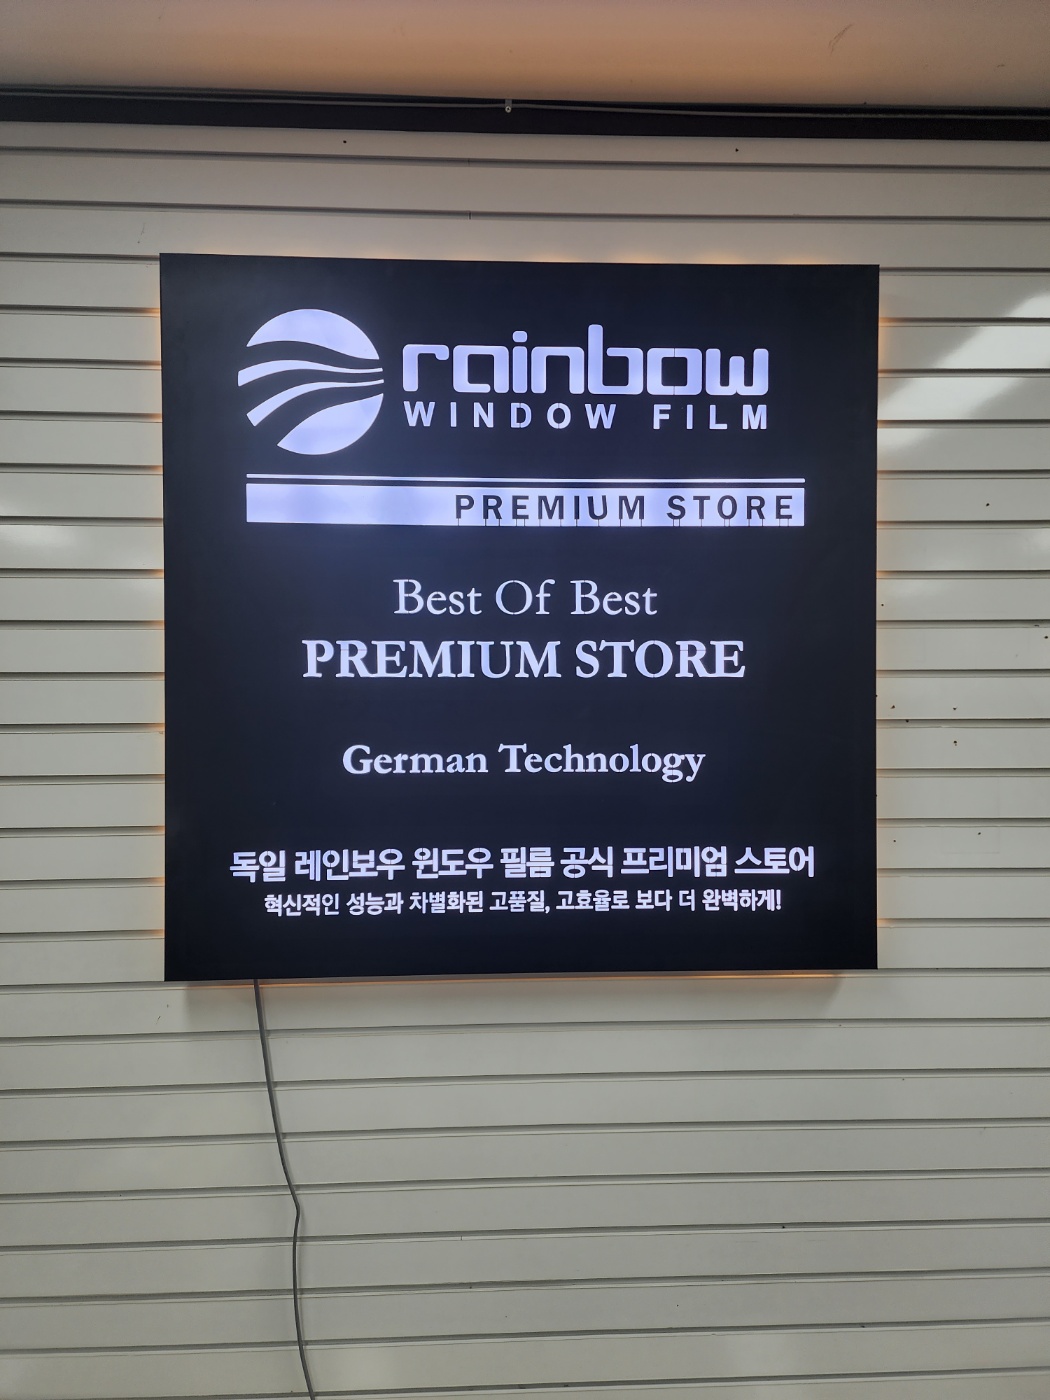 rainbow
WINDOW FILM
PREMIUM STORE
Best Of Best
PREMIUM STORE
German Technology
독일 레인보우 윈도우 필름 공식 프리미엄 스토어
혁신적인 성능과 차별화된 고품질, 고효율로 보다 더 완벽하게!